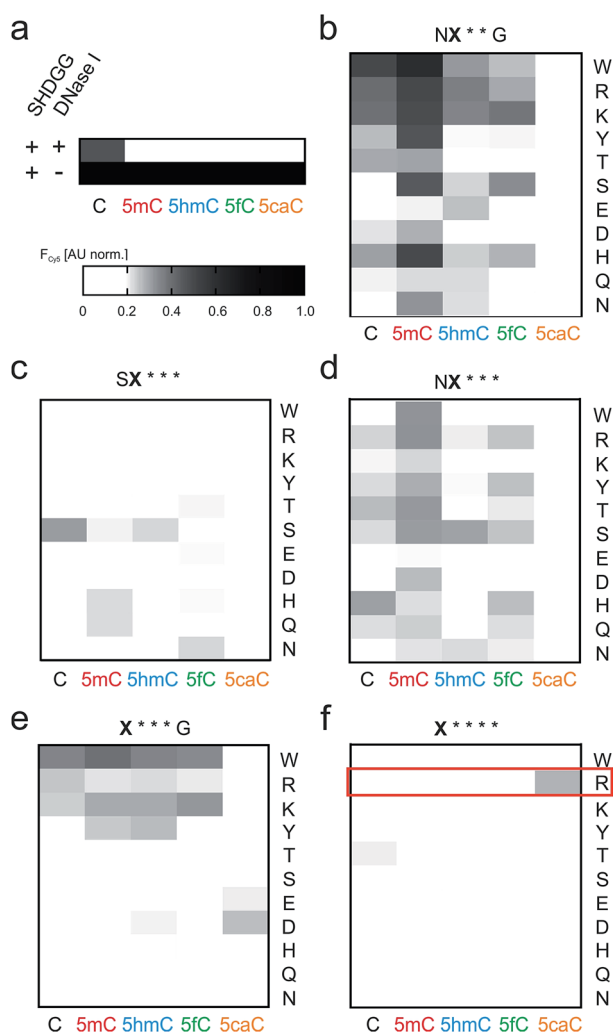 a
SHDGG
DNase I
+ +
+ -
C 5mC 5hmC 5fC 5caC
FCy5 [AU norm.]
0 0.2 0.4 0.6 0.8 1.0
b
NX * * G
W
R
K
Y
T
S
E
D
H
Q
N
C 5mC 5hmC 5fC 5caC
c
SX * * *
W
R
K
Y
T
S
E
D
H
Q
N
C 5mC 5hmC 5fC 5caC
d
NX * * *
W
R
K
Y
T
S
E
D
H
Q
N
C 5mC 5hmC 5fC 5caC
e
X * * * G
W
R
K
Y
T
S
E
D
H
Q
N
C 5mC 5hmC 5fC 5caC
f
X * * * *
W
R
K
Y
T
S
E
D
H
Q
N
C 5mC 5hmC 5fC 5caC